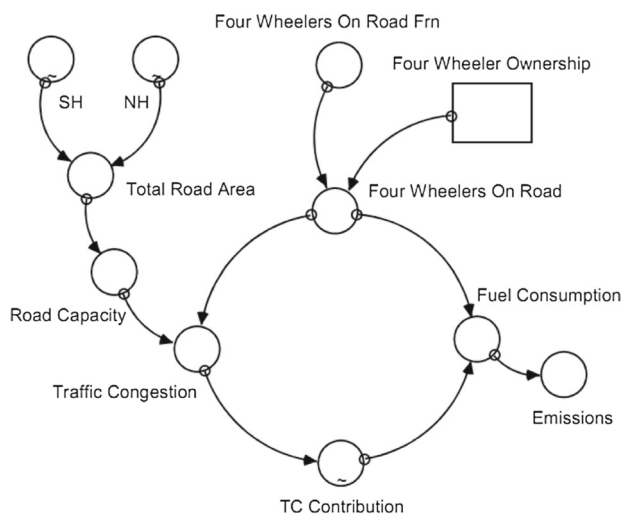 Four Wheelers On Road Frn
Four Wheeler Ownership
~
~
SH
NH
Total Road Area
Four Wheelers On Road
Fuel Consumption
Road Capacity
Traffic Congestion
Emissions
~
TC Contribution